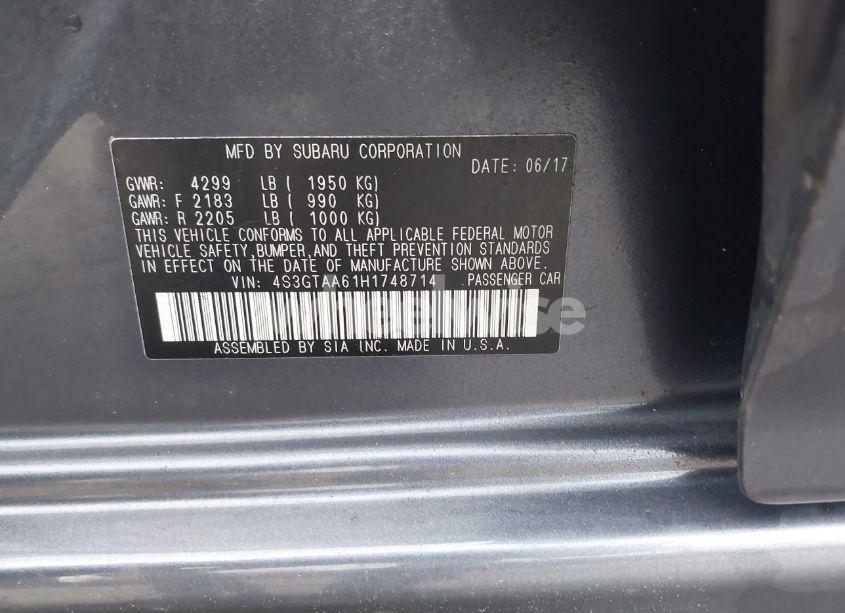 MFD BY SUBARU CORPORATION
DATE: 06/17
GVWR: 4299 LB ( 1950 KG)
GAWR: F 2183 LB ( 990 KG)
GAWR: R 2205 LB ( 1000 KG)
THIS VEHICLE CONFORMS TO ALL APPLICABLE FEDERAL MOTOR
VEHICLE SAFETY,BUMPER,AND THEFT PREVENTION STANDARDS
IN EFFECT ON THE DATE OF MANUFACTURE SHOWN ABOVE.
VIN: 4S3GTAA61H1748714 PASSENGER CAR
ASSEMBLED BY SIA INC. MADE IN U.S.A.